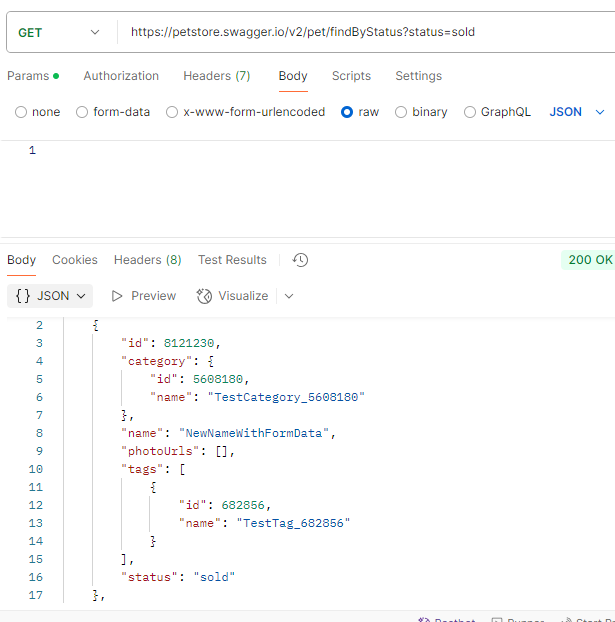 GET https://petstore.swagger.io/v2/pet/findByStatus?status=sold
Params Authorization Headers (7) Body Scripts Settings
none form-data x-www-form-urlencoded raw binary GraphQL JSON
1
Body Cookies Headers (8) Test Results 200 OK
{} JSON Preview Visualize
2 {
3 "id": 8121230,
4 "category": {
5 "id": 5608180,
6 "name": "TestCategory_5608180"
7 },
8 "name": "NewNameWithFormData",
9 "photoUrls": [],
10 "tags": [
11 {
12 "id": 682856,
13 "name": "TestTag_682856"
14 }
15 ],
16 "status": "sold"
17 },